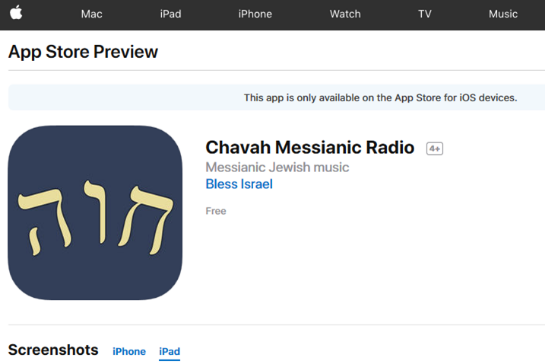 Mac iPad iPhone Watch TV Music
App Store Preview
This app is only available on the App Store for iOS devices.
חוה
Chavah Messianic Radio 4+
Messianic Jewish music
Bless Israel
Free
Screenshots iPhone iPad